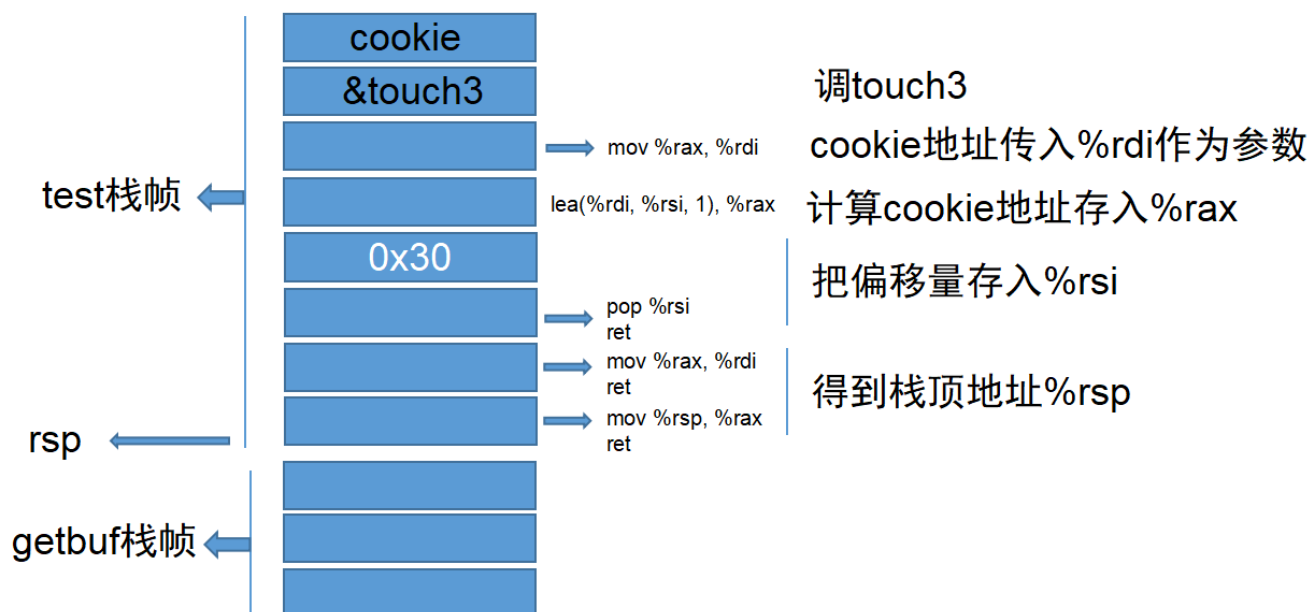 cookie
&touch3
调touch3
mov %rax, %rdi
cookie地址传入%rdi作为参数
test栈帧
lea(%rdi, %rsi, 1), %rax
计算cookie地址存入%rax
0x30
把偏移量存入%rsi
pop %rsi
ret
mov %rax, %rdi
ret
得到栈顶地址%rsp
mov %rsp, %rax
ret
rsp
getbuf栈帧